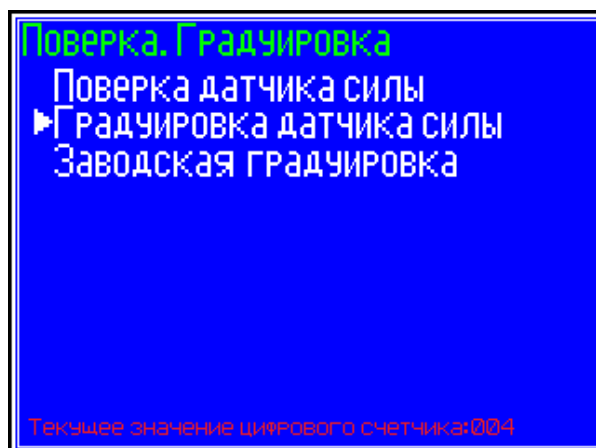 Поверка. Градуировка
Поверка датчика силы
Градуировка датчика силы
Заводская градуировка
Текущее значение цифрового счетчика:004